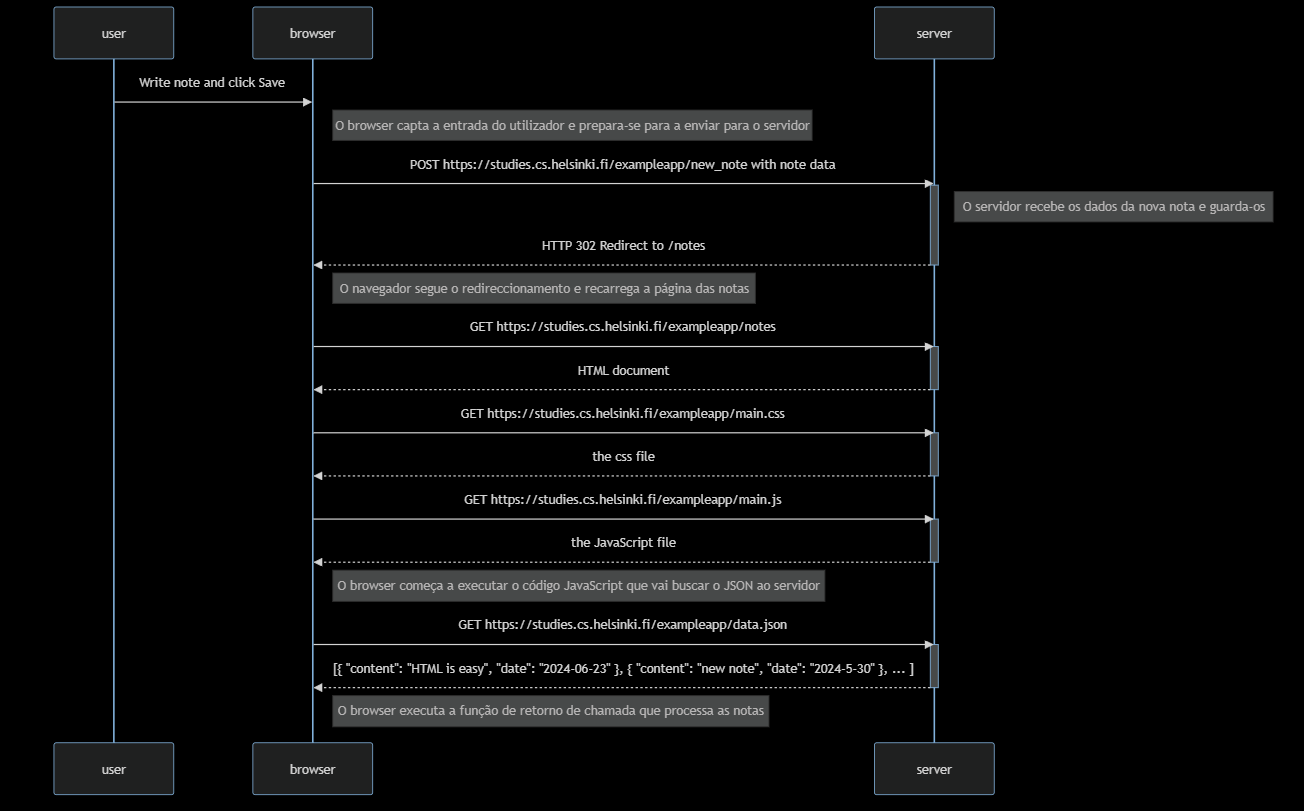 user
browser
server
Write note and click Save
O browser capta a entrada do utilizador e prepara-se para a enviar para o servidor
POST https://studies.cs.helsinki.fi/exampleapp/new_note with note data
O servidor recebe os dados da nova nota e guarda-os
HTTP 302 Redirect to /notes
O navegador segue o redireccionamento e recarrega a página das notas
GET https://studies.cs.helsinki.fi/exampleapp/notes
HTML document
GET https://studies.cs.helsinki.fi/exampleapp/main.css
the css file
GET https://studies.cs.helsinki.fi/exampleapp/main.js
the JavaScript file
O browser começa a executar o código JavaScript que vai buscar o JSON ao servidor
GET https://studies.cs.helsinki.fi/exampleapp/data.json
[{ "content": "HTML is easy", "date": "2024-06-23" }, { "content": "new note", "date": "2024-5-30" }, ... ]
O browser executa a função de retorno de chamada que processa as notas
user
browser
server